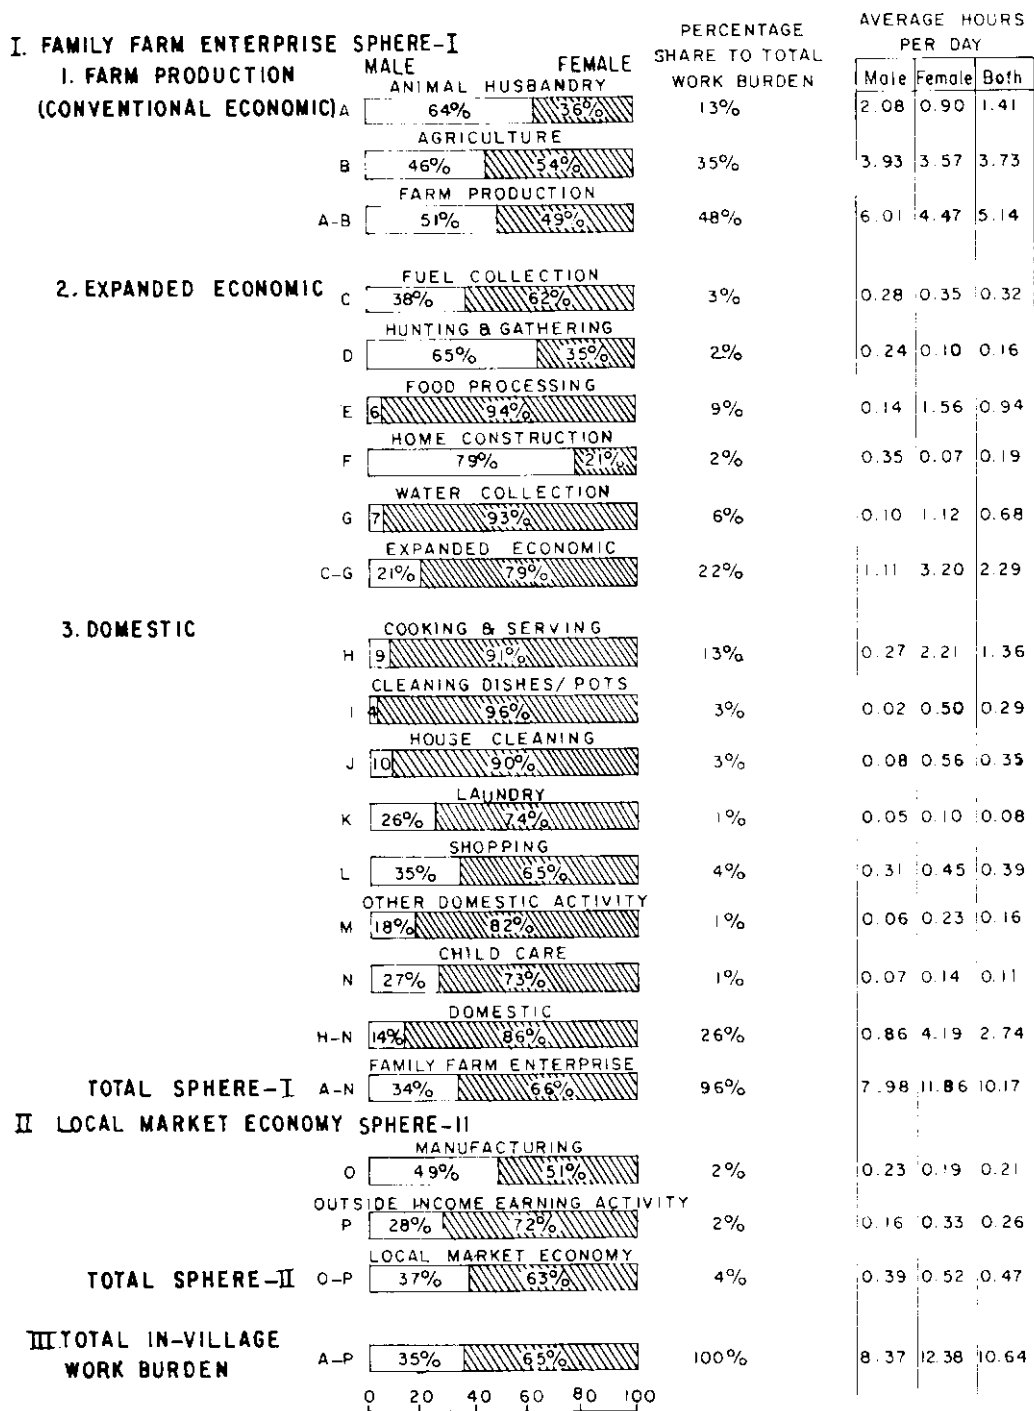 AVERAGE HOURS
PERCENTAGE PER DAY
I. FAMILY FARM ENTERPRISE SPHERE-I SHARE TO TOTAL
1. FARM PRODUCTION MALE FEMALE WORK BURDEN Male Female Both
ANIMAL HUSBANDRY
(CONVENTIONAL ECONOMIC) A 64% 36% 13% 2.08 0.90 1.41
AGRICULTURE
B 46% 54% 35% 3.93 3.57 3.73
FARM PRODUCTION
A-B 51% 49% 48% 6.01 4.47 5.14
2. EXPANDED ECONOMIC FUEL COLLECTION
C 38% 62% 3% 0.28 0.35 0.32
HUNTING & GATHERING
D 65% 35% 2% 0.24 0.10 0.16
FOOD PROCESSING
E 6 94% 9% 0.14 1.56 0.94
HOME CONSTRUCTION
F 79% 21% 2% 0.35 0.07 0.19
WATER COLLECTION
G 7 93% 6% 0.10 1.12 0.68
EXPANDED ECONOMIC
C-G 21% 79% 22% 1.11 3.20 2.29
3. DOMESTIC COOKING & SERVING
H 9 91% 13% 0.27 2.21 1.36
CLEANING DISHES/ POTS
I 4 96% 3% 0.02 0.50 0.29
HOUSE CLEANING
J 10 90% 3% 0.08 0.56 0.35
LAUNDRY
K 26% 74% 1% 0.05 0.10 0.08
SHOPPING
L 35% 65% 4% 0.31 0.45 0.39
OTHER DOMESTIC ACTIVITY
M 18% 82% 1% 0.06 0.23 0.16
CHILD CARE
N 27% 73% 1% 0.07 0.14 0.11
DOMESTIC
H-N 14% 86% 26% 0.86 4.19 2.74
FAMILY FARM ENTERPRISE
TOTAL SPHERE-I A-N 34% 66% 96% 7.98 11.86 10.17
II LOCAL MARKET ECONOMY SPHERE-II
MANUFACTURING
O 49% 51% 2% 0.23 0.19 0.21
OUTSIDE INCOME EARNING ACTIVITY
P 28% 72% 2% 0.16 0.33 0.26
LOCAL MARKET ECONOMY
TOTAL SPHERE-II O-P 37% 63% 4% 0.39 0.52 0.47
III TOTAL IN-VILLAGE
WORK BURDEN A-P 35% 65% 100% 8.37 12.38 10.64
0 20 40 60 80 100